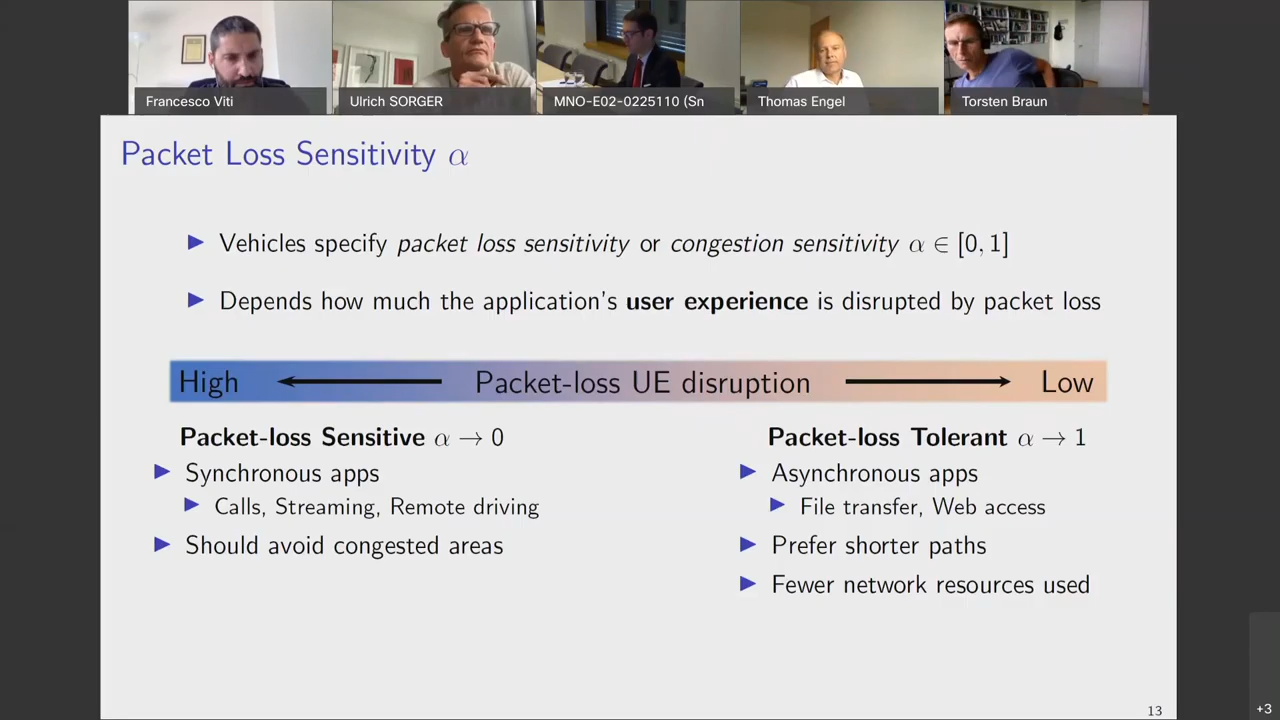 Francesco Viti
Ulrich SORGER
MNO-E02-0225110 (Sn
Thomas Engel
Torsten Braun
Packet Loss Sensitivity α
Vehicles specify packet loss sensitivity or congestion sensitivity α ∈ [0, 1]
Depends how much the application's user experience is disrupted by packet loss
High Packet-loss UE disruption Low
Packet-loss Sensitive α → 0
Synchronous apps
Calls, Streaming, Remote driving
Should avoid congested areas
Packet-loss Tolerant α → 1
Asynchronous apps
File transfer, Web access
Prefer shorter paths
Fewer network resources used
13
+3